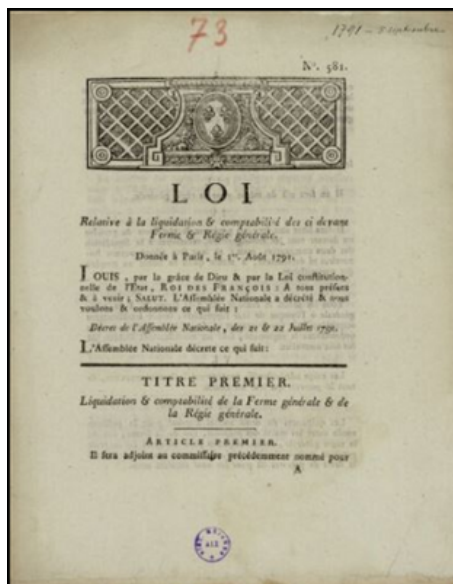 73
1791 - 5 septembre
N°. 581.
LOI
Relative à la liquidation & comptabilité des ci devant
Ferme & Régie générale.
Donnée à Paris, le 1er. Août 1791.
LOUIS, par la grâce de Dieu & par la Loi constitution-
nelle de l'État, ROI DES FRANÇOIS : A tous présens
& à venir ; SALUT. L'Assemblée Nationale a décrété & nous
voulons & ordonnons ce qui suit :
Décret de l'Assemblée Nationale, des 21 & 22 Juillet 1791.
L'Assemblée Nationale décrete ce qui suit :
TITRE PREMIER.
Liquidation & comptabilité de la Ferme générale & de
la Régie générale.
ARTICLE PREMIER.
Il sera adjoint au commissaire précédemment nommé pour
A